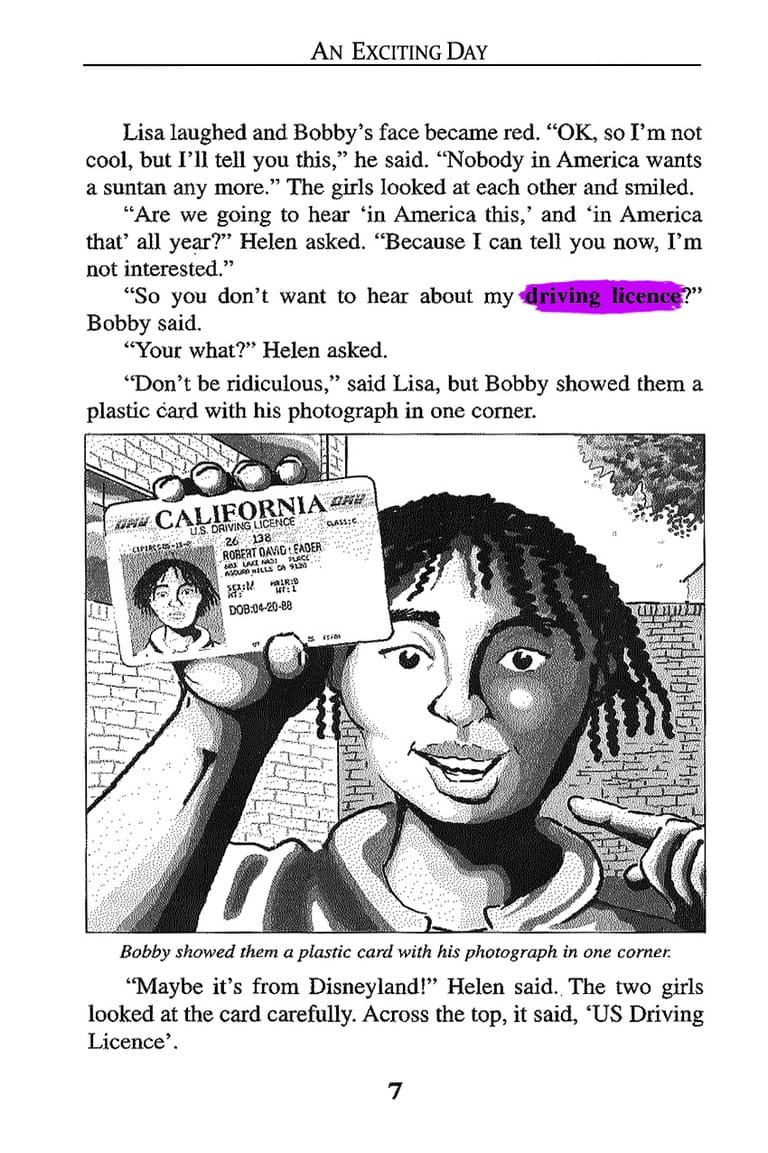 AN EXCITING DAY
Lisa laughed and Bobby’s face became red. “OK, so I’m not
cool, but I’ll tell you this,” he said. “Nobody in America wants
a suntan any more.” The girls looked at each other and smiled.
“Are we going to hear ‘in America this,’ and ‘in America
that’ all year?” Helen asked. “Because I can tell you now, I’m
not interested.”
“So you don’t want to hear about my driving licence?”
Bobby said.
“Your what?” Helen asked.
“Don’t be ridiculous,” said Lisa, but Bobby showed them a
plastic card with his photograph in one corner.
CALIFORNIA
U.S. DRIVING LICENCE
CLASS:C
26 138
ROBERT DAVID
DOB:04-20-88
Bobby showed them a plastic card with his photograph in one corner.
“Maybe it’s from Disneyland!” Helen said. The two girls
looked at the card carefully. Across the top, it said, ‘US Driving
Licence’.
7